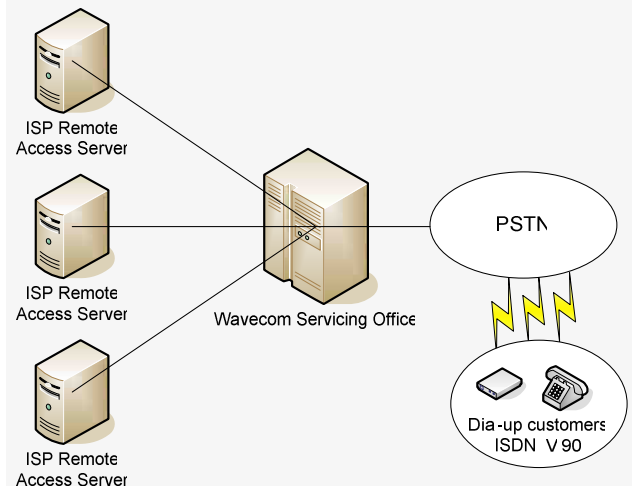 ISP Remote
Access Server
ISP Remote
Access Server
ISP Remote
Access Server
Wavecom Servicing Office
PSTN
Dia-up customers
ISDN V 90